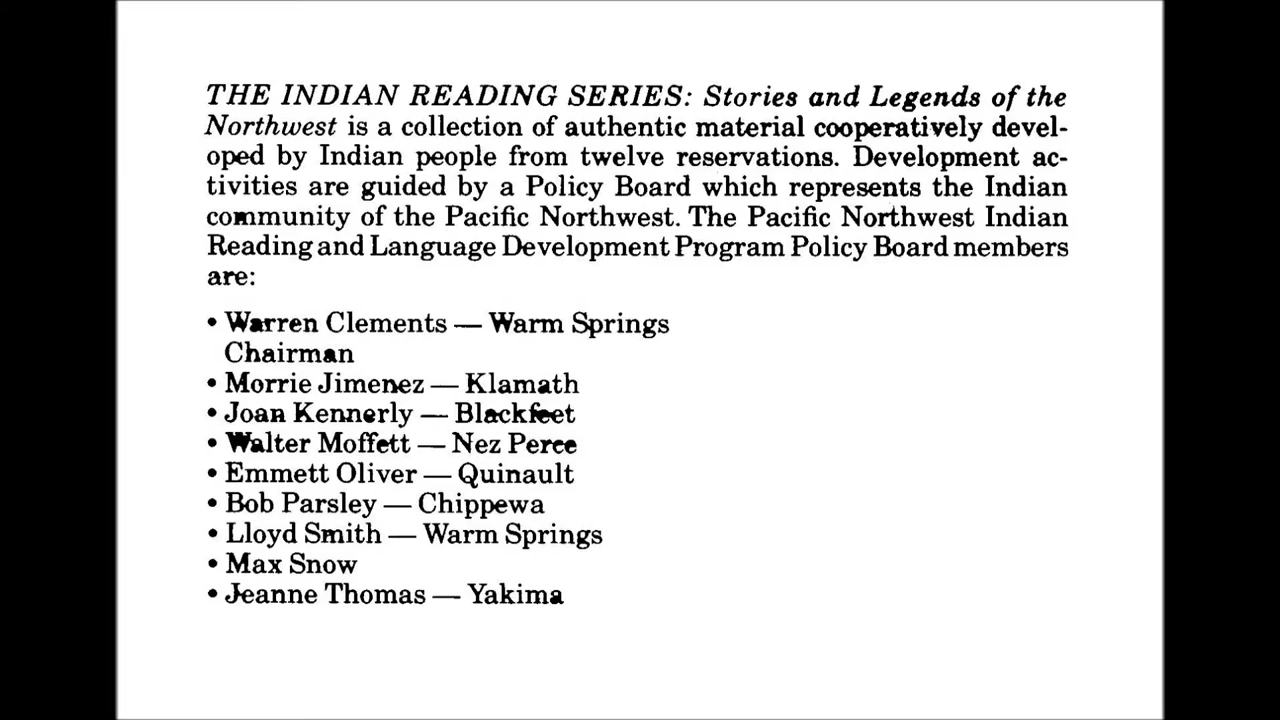 THE INDIAN READING SERIES: Stories and Legends of the
Northwest is a collection of authentic material cooperatively devel-
oped by Indian people from twelve reservations. Development ac-
tivities are guided by a Policy Board which represents the Indian
community of the Pacific Northwest. The Pacific Northwest Indian
Reading and Language Development Program Policy Board members
are:
• Warren Clements — Warm Springs
Chairman
• Morrie Jimenez — Klamath
• Joan Kennerly — Blackfeet
• Walter Moffett — Nez Perce
• Emmett Oliver — Quinault
• Bob Parsley — Chippewa
• Lloyd Smith — Warm Springs
• Max Snow
• Jeanne Thomas — Yakima